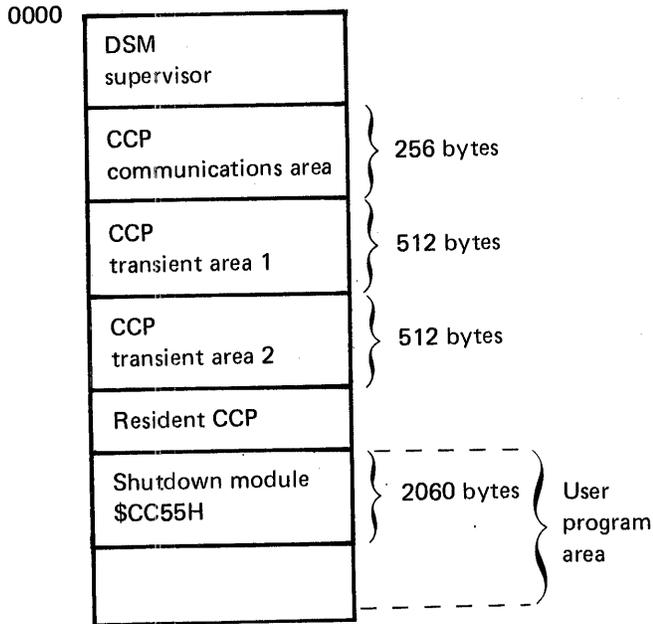 0000
DSM
supervisor
CCP
communications area
256 bytes
CCP
transient area 1
512 bytes
CCP
transient area 2
512 bytes
Resident CCP
Shutdown module
$CC55H
2060 bytes
User
program
area